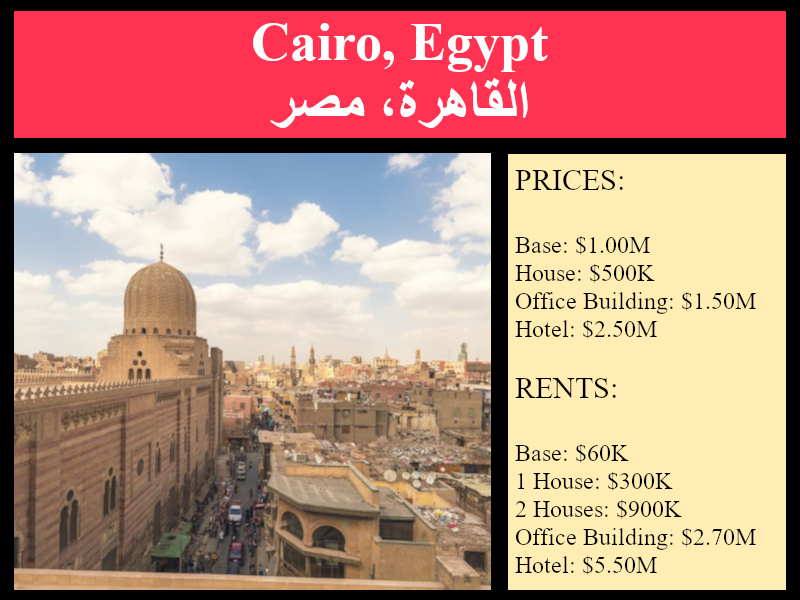 Cairo, Egypt
القاهرة، مصر
PRICES:
Base: $1.00M
House: $500K
Office Building: $1.50M
Hotel: $2.50M
RENTS:
Base: $60K
1 House: $300K
2 Houses: $900K
Office Building: $2.70M
Hotel: $5.50M